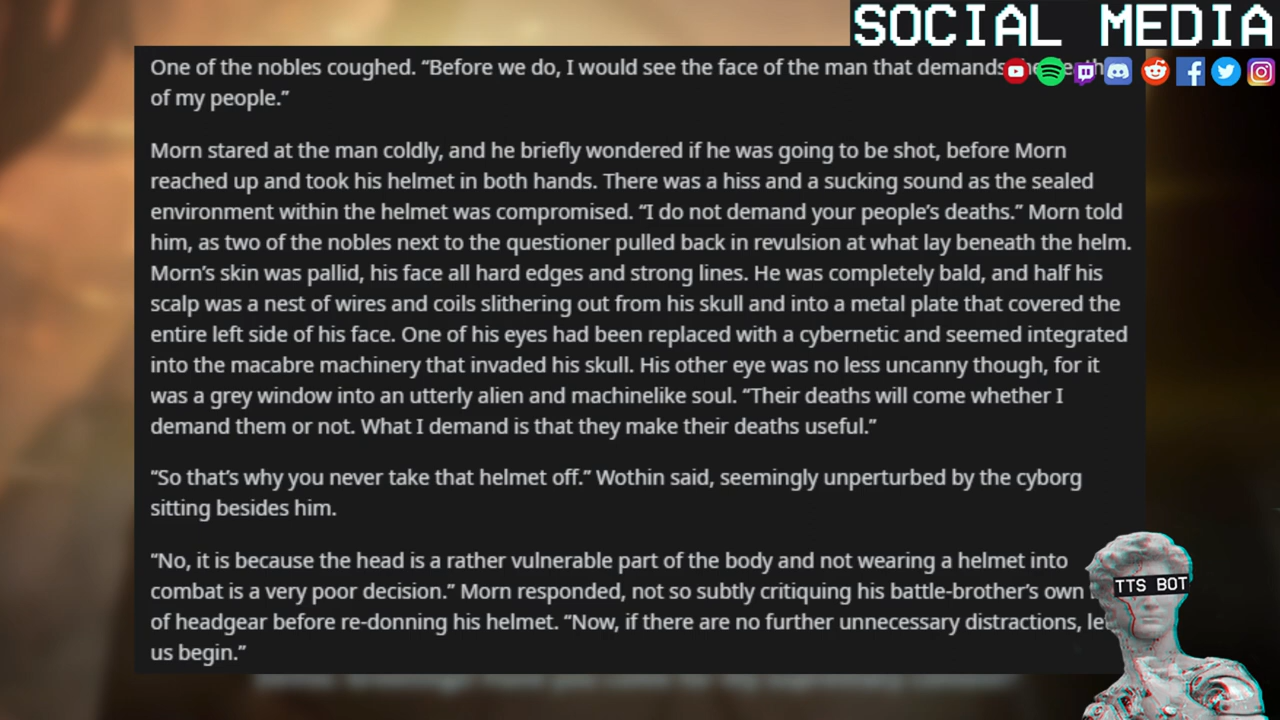 SOCIAL MEDIA
One of the nobles coughed. “Before we do, I would see the face of the man that demands
of my people.”
Morn stared at the man coldly, and he briefly wondered if he was going to be shot, before Morn
reached up and took his helmet in both hands. There was a hiss and a sucking sound as the sealed
environment within the helmet was compromised. “I do not demand your people’s deaths.” Morn told
him, as two of the nobles next to the questioner pulled back in revulsion at what lay beneath the helm.
Morn’s skin was pallid, his face all hard edges and strong lines. He was completely bald, and half his
scalp was a nest of wires and coils slithering out from his skull and into a metal plate that covered the
entire left side of his face. One of his eyes had been replaced with a cybernetic and seemed integrated
into the macabre machinery that invaded his skull. His other eye was no less uncanny though, for it
was a grey window into an utterly alien and machinelike soul. “Their deaths will come whether I
demand them or not. What I demand is that they make their deaths useful.”
“So that’s why you never take that helmet off.” Wothin said, seemingly unperturbed by the cyborg
sitting besides him.
“No, it is because the head is a rather vulnerable part of the body and not wearing a helmet into
combat is a very poor decision.” Morn responded, not so subtly critiquing his battle-brother’s own
of headgear before re-donning his helmet. “Now, if there are no further unnecessary distractions,
us begin.”
TTS BOT